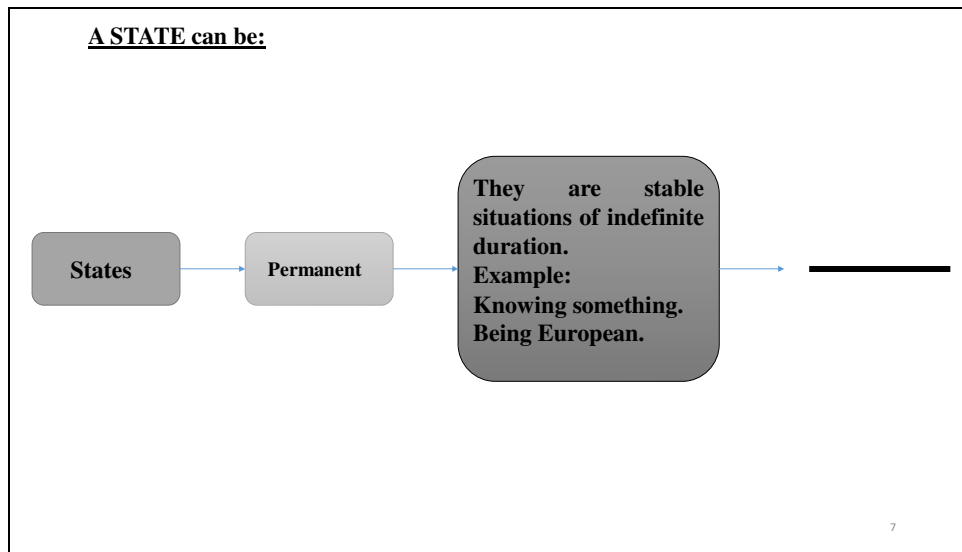 A STATE can be:
States
Permanent
They are stable
situations of indefinite
duration.
Example:
Knowing something.
Being European.
7